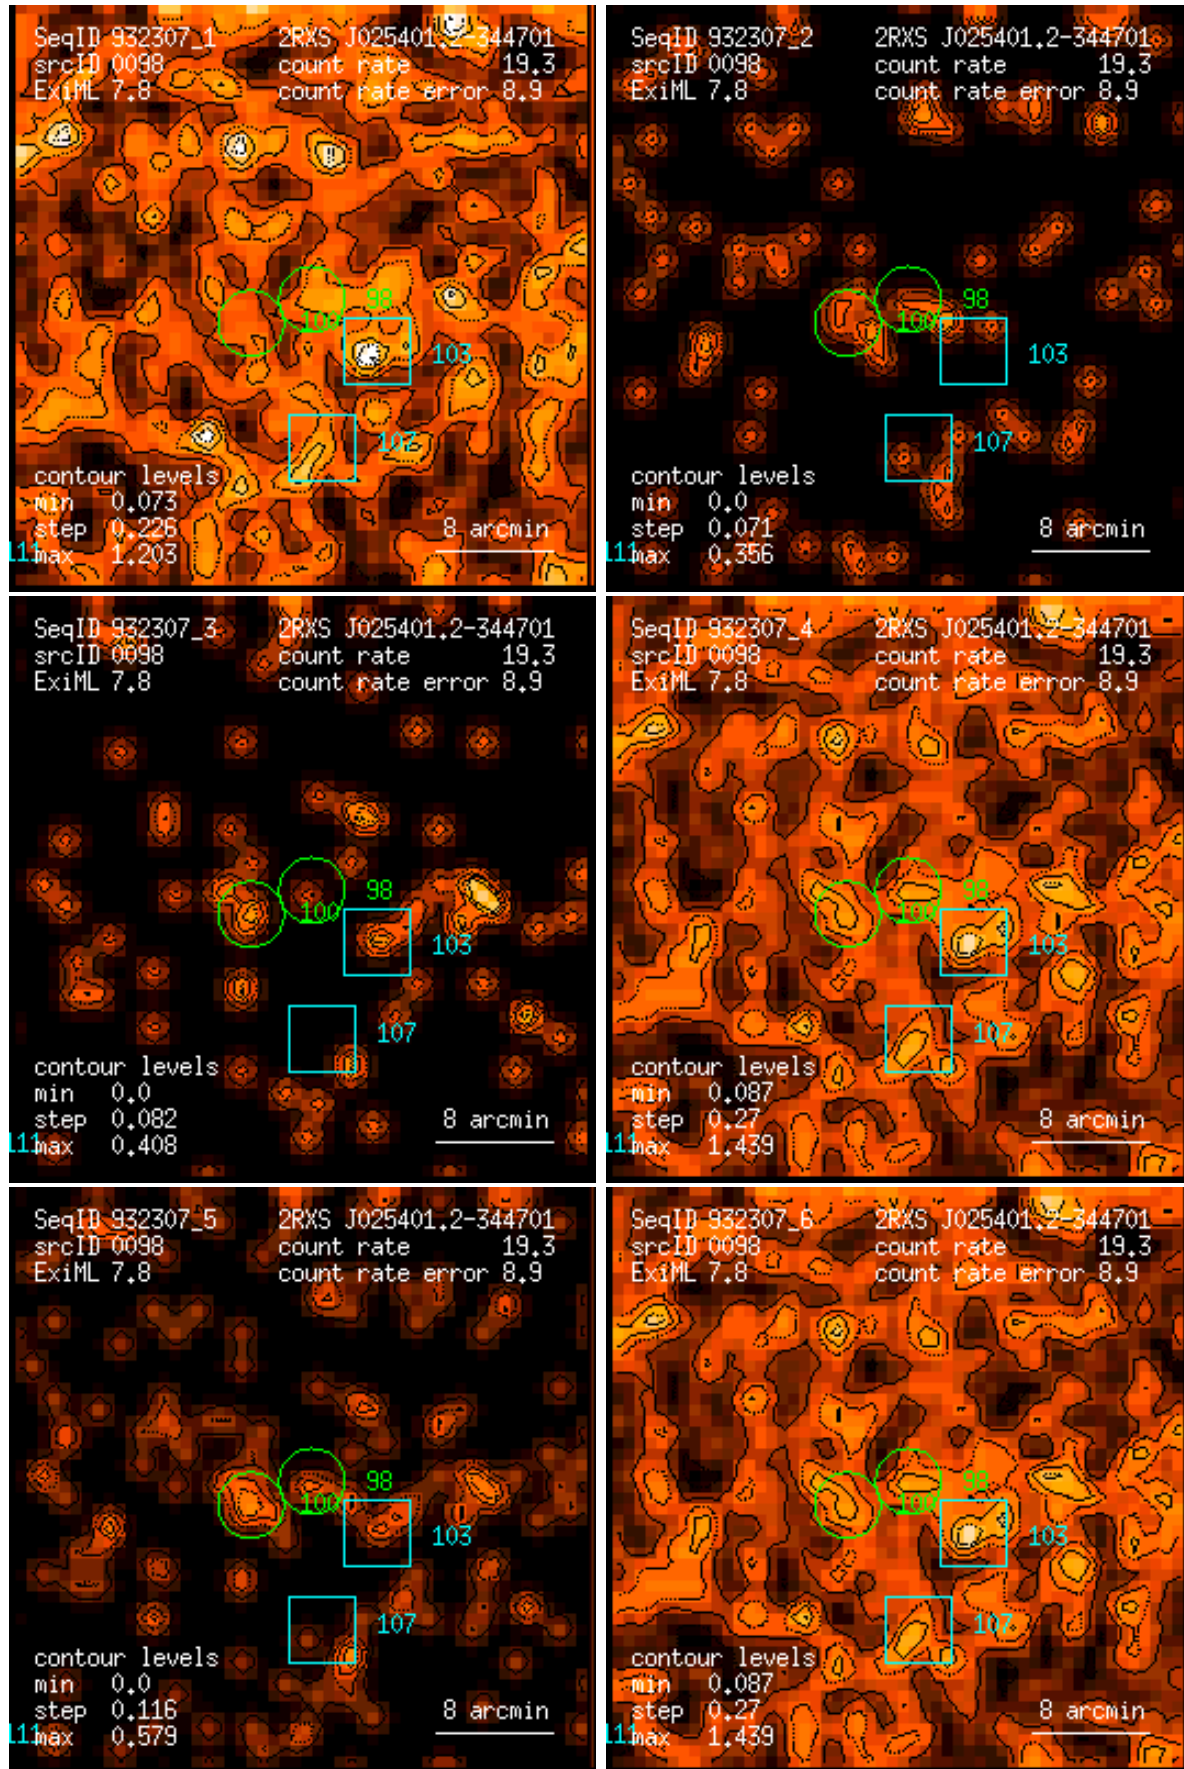 SeqID 932307_1 2RXS J025401.2-344701
srcID 0098 count rate 19.3
ExiML 7.8 count rate error 8.9
98
100
103
107
contour levels
min 0.073
step 0.226 8 arcmin
111 max 1.203
SeqID 932307_2 2RXS J025401.2-344701
srcID 0098 count rate 19.3
ExiML 7.8 count rate error 8.9
98
100
103
107
contour levels
min 0.0
step 0.071 8 arcmin
111 max 0.356
SeqID 932307_3 2RXS J025401.2-344701
srcID 0098 count rate 19.3
ExiML 7.8 count rate error 8.9
98
100
103
107
contour levels
min 0.0
step 0.082 8 arcmin
111 max 0.408
SeqID 932307_4 2RXS J025401.2-344701
srcID 0098 count rate 19.3
ExiML 7.8 count rate error 8.9
98
100
103
107
contour levels
min 0.087
step 0.27 8 arcmin
111 max 1.439
SeqID 932307_5 2RXS J025401.2-344701
srcID 0098 count rate 19.3
ExiML 7.8 count rate error 8.9
98
100
103
107
contour levels
min 0.0
step 0.116 8 arcmin
111 max 0.579
SeqID 932307_6 2RXS J025401.2-344701
srcID 0098 count rate 19.3
ExiML 7.8 count rate error 8.9
98
100
103
107
contour levels
min 0.087
step 0.27 8 arcmin
111 max 1.439